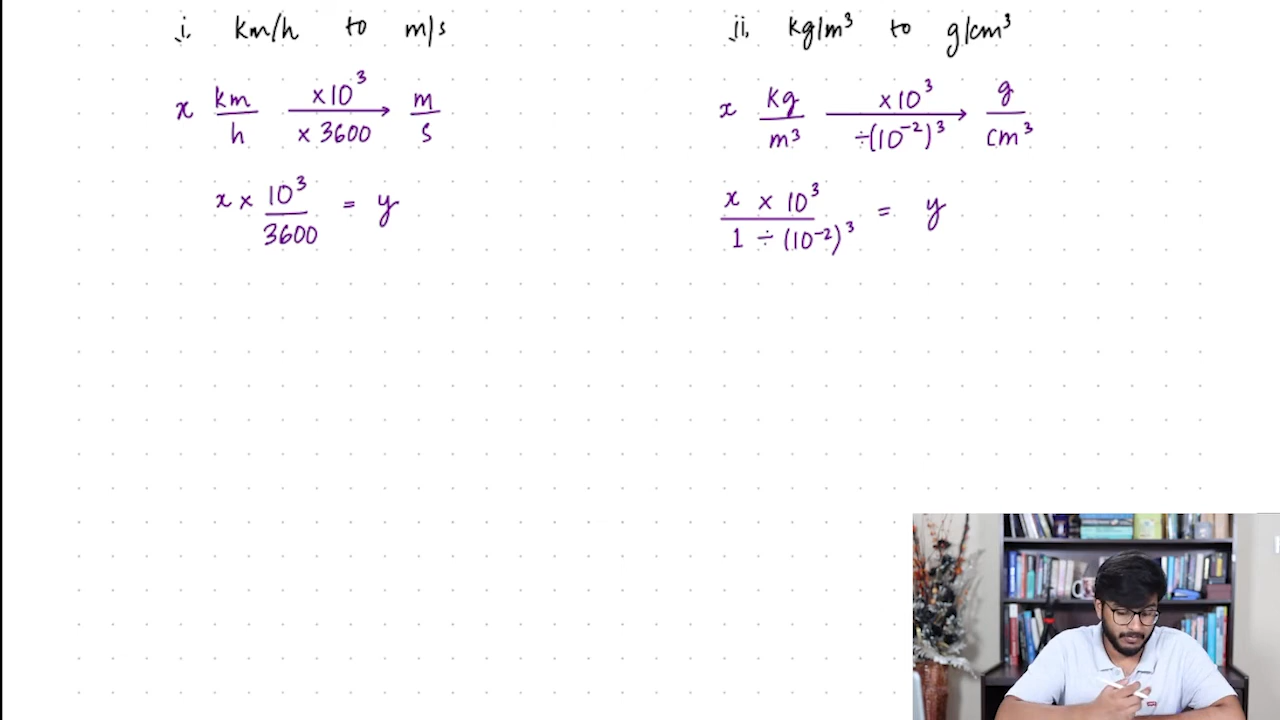 i. km/h to m/s
x km/h ×10³ / ×3600 → m/s
x × 10³/3600 = y
ii. kg/m³ to g/cm³
x kg/m³ ×10³ / ÷(10⁻²)³ → g/cm³
x × 10³ / 1 ÷ (10⁻²)³ = y